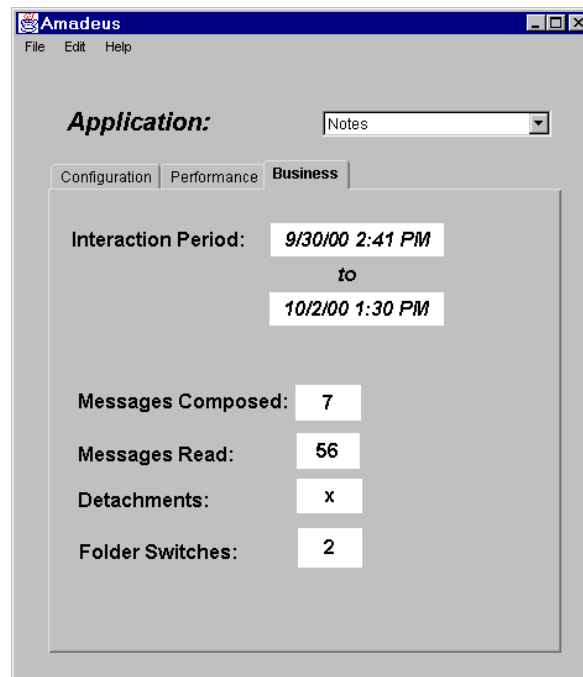 Amadeus
File Edit Help
Application: Notes
Configuration Performance Business
Interaction Period: 9/30/00 2:41 PM
to
10/2/00 1:30 PM
Messages Composed: 7
Messages Read: 56
Detachments: x
Folder Switches: 2